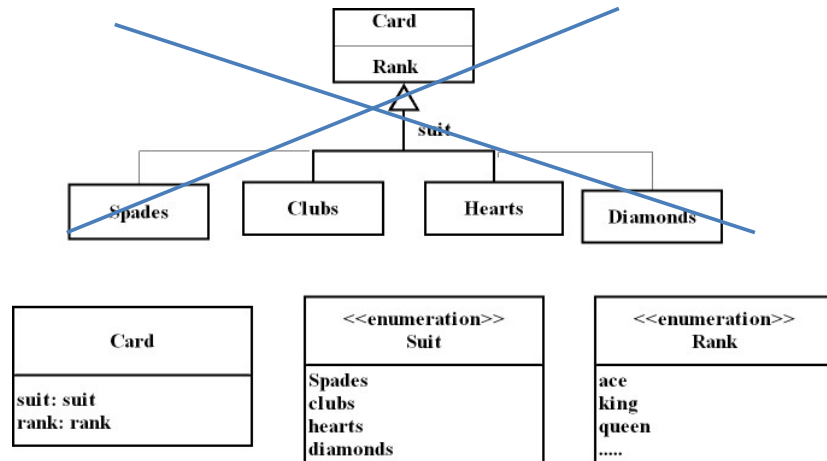 Card
Rank
suit
Spades
Clubs
Hearts
Diamonds
Card
suit: suit
rank: rank
<<enumeration>>
Suit
Spades
clubs
hearts
diamonds
<<enumeration>>
Rank
ace
king
queen
.....